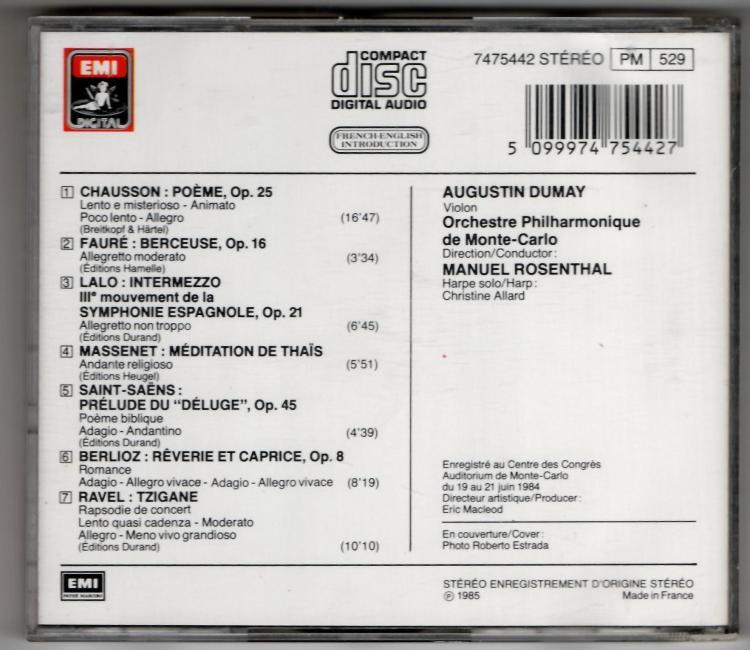 EMI
DIGITAL
COMPACT
disc
DIGITAL AUDIO
FRENCH-ENGLISH
INTRODUCTION
7475442 STÉRÉO PM 529
5 099974 754427
1 CHAUSSON : POÈME, Op. 25
Lento e misterioso - Animato
Poco lento - Allegro (16'47)
(Breitkopf & Härtel)
2 FAURÉ : BERCEUSE, Op. 16
Allegretto moderato (3'34)
(Éditions Hamelle)
3 LALO : INTERMEZZO
IIIe mouvement de la
SYMPHONIE ESPAGNOLE, Op. 21
Allegretto non troppo (6'45)
(Éditions Durand)
4 MASSENET : MÉDITATION DE THAÏS
Andante religioso (5'51)
(Éditions Heugel)
5 SAINT-SAËNS :
PRÉLUDE DU "DÉLUGE", Op. 45
Poème biblique
Adagio - Andantino (4'39)
(Éditions Durand)
6 BERLIOZ : RÊVERIE ET CAPRICE, Op. 8
Romance
Adagio - Allegro vivace - Adagio - Allegro vivace (8'19)
7 RAVEL : TZIGANE
Rapsodie de concert
Lento quasi cadenza - Moderato
Allegro - Meno vivo grandioso (10'10)
(Éditions Durand)
AUGUSTIN DUMAY
Violon
Orchestre Philharmonique
de Monte-Carlo
Direction/Conductor :
MANUEL ROSENTHAL
Harpe solo/Harp :
Christine Allard
Enregistré au Centre des Congrès
Auditorium de Monte-Carlo
du 19 au 21 juin 1984
Directeur artistique/Producer :
Eric Macleod
En couverture/Cover :
Photo Roberto Estrada
EMI
PATHÉ MARCONI
STÉRÉO ENREGISTREMENT D'ORIGINE STÉRÉO
℗ 1985 Made in France